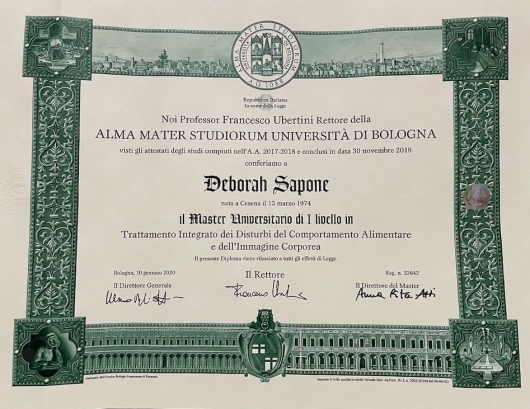 ALMA MATER STUDIORUM
A.D. 1088
Repubblica Italiana
In nome della Legge
Noi Professor Francesco Ubertini Rettore della
ALMA MATER STUDIORUM UNIVERSITÀ DI BOLOGNA
visti gli attestati degli studi compiuti nell'A.A. 2017-2018 e conclusi in data 30 novembre 2019
conferiamo a
Deborah Sapone
nata a Cesena il 13 marzo 1974
il Master Universitario di I livello in
Trattamento Integrato dei Disturbi del Comportamento Alimentare
e dell'Immagine Corporea
Il presente Diploma viene rilasciato a tutti gli effetti di Legge.
Bologna, 10 gennaio 2020
Il Rettore
Reg. n. 32642
Il Direttore Generale
Il Direttore del Master
Anna Rita Atti